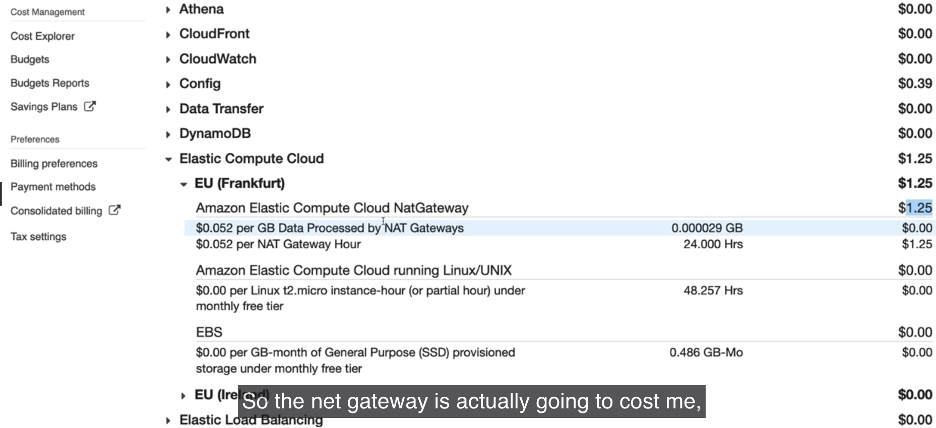 Cost Management
Cost Explorer
Budgets
Budgets Reports
Savings Plans
Preferences
Billing preferences
Payment methods
Consolidated billing
Tax settings
Athena $0.00
CloudFront $0.00
CloudWatch $0.00
Config $0.39
Data Transfer $0.00
DynamoDB $0.00
Elastic Compute Cloud $1.25
EU (Frankfurt) $1.25
Amazon Elastic Compute Cloud NatGateway $1.25
$0.052 per GB Data Processed by NAT Gateways 0.000029 GB $0.00
$0.052 per NAT Gateway Hour 24.000 Hrs $1.25
Amazon Elastic Compute Cloud running Linux/UNIX $0.00
$0.00 per Linux t2.micro instance-hour (or partial hour) under 48.257 Hrs $0.00
monthly free tier
EBS $0.00
$0.00 per GB-month of General Purpose (SSD) provisioned 0.486 GB-Mo $0.00
storage under monthly free tier
EU (Ireland) $0.00
So the net gateway is actually going to cost me,
Elastic Load Balancing $0.00